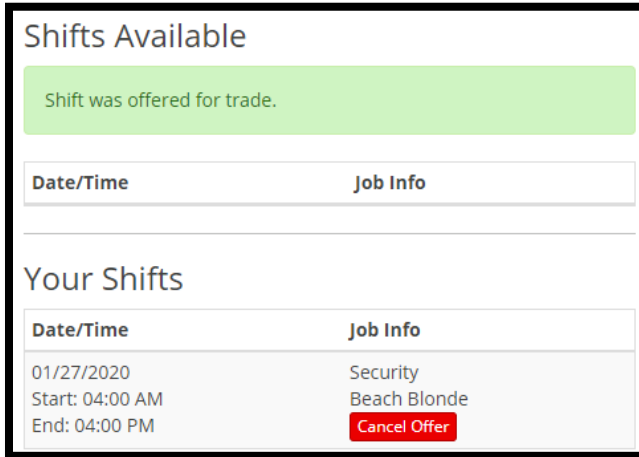 Shifts Available
Shift was offered for trade.
Date/Time Job Info
Your Shifts
Date/Time Job Info
01/27/2020 Security
Start: 04:00 AM Beach Blonde
End: 04:00 PM Cancel Offer